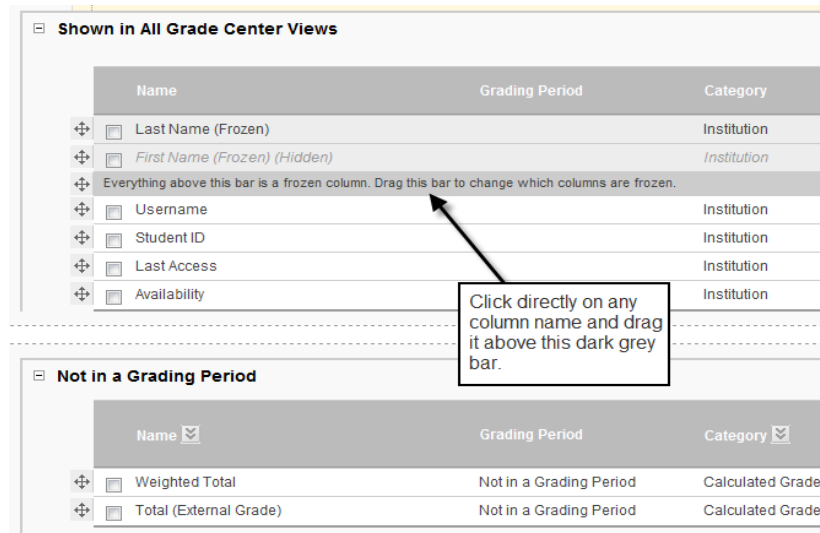 Shown in All Grade Center Views
Name Grading Period Category
Last Name (Frozen) Institution
First Name (Frozen) (Hidden) Institution
Everything above this bar is a frozen column. Drag this bar to change which columns are frozen.
Username Institution
Student ID Institution
Last Access Institution
Availability Institution
Click directly on any
column name and drag
it above this dark grey
bar.
Not in a Grading Period
Name Grading Period Category
Weighted Total Not in a Grading Period Calculated Grade
Total (External Grade) Not in a Grading Period Calculated Grade